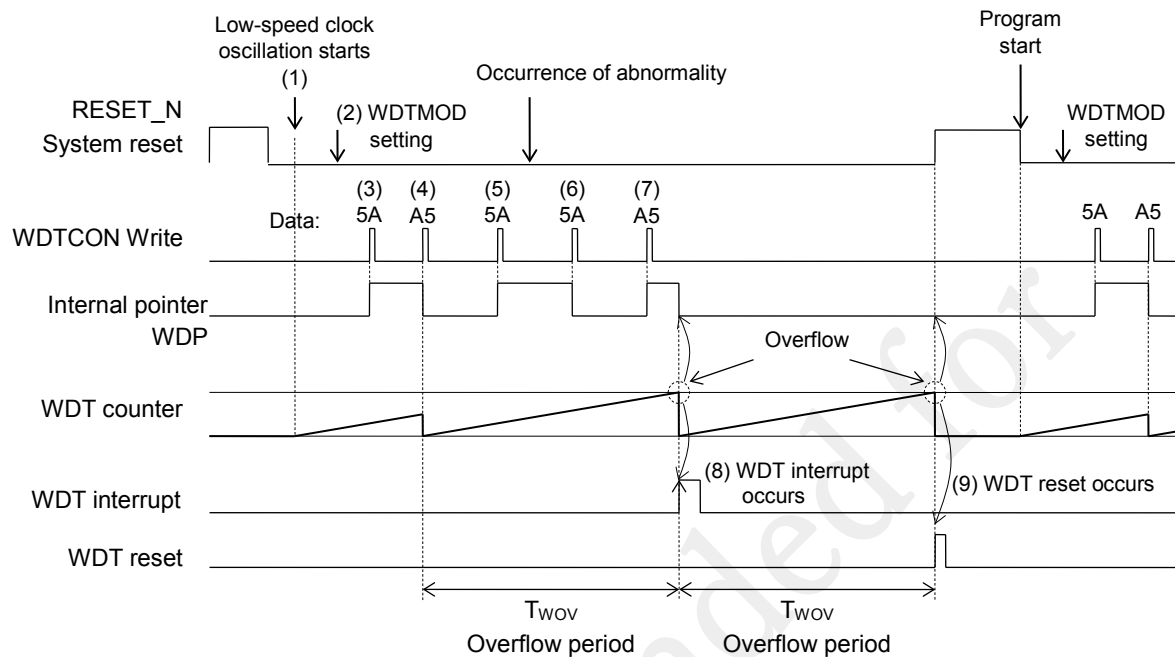 Low-speed clock
oscillation starts
(1)
Program
start
Occurrence of abnormality
RESET_N
System reset
(2) WDTMOD
setting
WDTMOD
setting
(3)
(4)
(5)
(6)
(7)
Data:
5A
A5
5A
5A
A5
5A
A5
WDTCON Write
Internal pointer
WDP
Overflow
WDT counter
(8) WDT interrupt
occurs
(9) WDT reset occurs
WDT interrupt
WDT reset
TWOV
Overflow period
TWOV
Overflow period
nded for